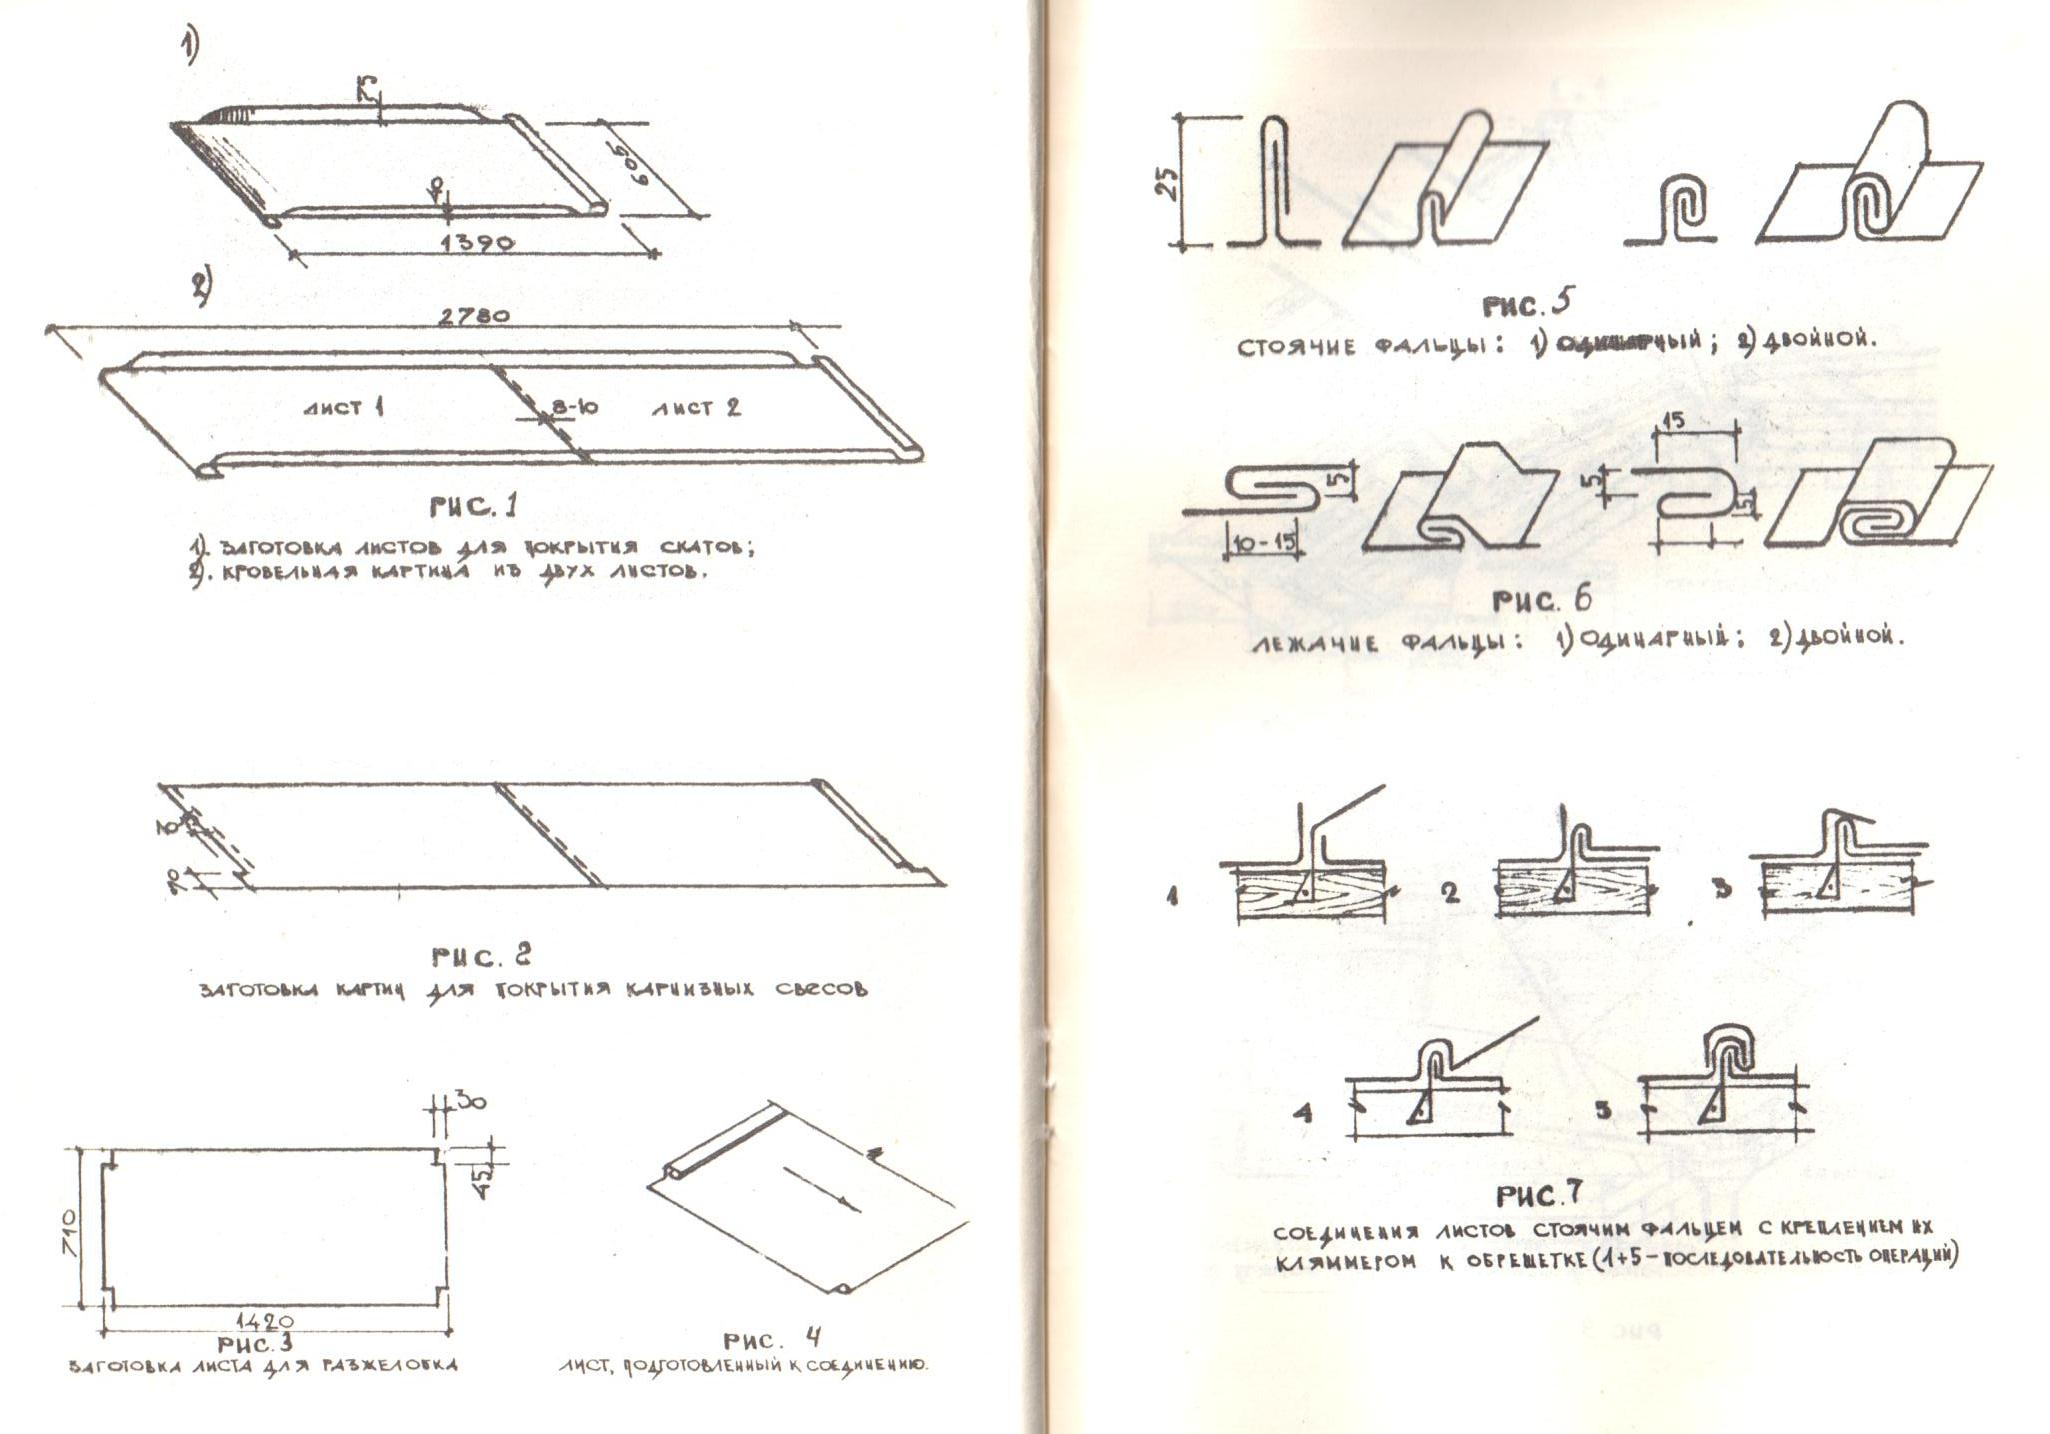 1)
25
605
10
1390
2)
2780
ЛИСТ 1
8-10
ЛИСТ 2
РИС. 1
1). ЗАГОТОВКА ЛИСТОВ ДЛЯ ПОКРЫТИЯ СКАТОВ;
2). КРОВЕЛЬНАЯ КАРТИНА ИЗ ДВУХ ЛИСТОВ.
РИС. 2
ЗАГОТОВКА КАРТИН ДЛЯ ПОКРЫТИЯ КАРНИЗНЫХ СВЕСОВ
30
45
710
1420
РИС. 3
ЗАГОТОВКА ЛИСТА ДЛЯ РАЗЖЕЛОБКА
РИС. 4
ЛИСТ, ПОДГОТОВЛЕННЫЙ К СОЕДИНЕНИЮ.
25
РИС. 5
СТОЯЧИЕ ФАЛЬЦЫ: 1) ОДИНАРНЫЙ; 2) ДВОЙНОЙ.
5
10-15
15
5
5
РИС. 6
ЛЕЖАЧИЕ ФАЛЬЦЫ: 1) ОДИНАРНЫЙ; 2) ДВОЙНОЙ.
1
2
3
4
5
РИС. 7
СОЕДИНЕНИЯ ЛИСТОВ СТОЯЧИМ ФАЛЬЦЕМ С КРЕПЛЕНИЕМ ИХ
КЛЯММЕРОМ К ОБРЕШЕТКЕ (1÷5-ПОСЛЕДОВАТЕЛЬНОСТЬ ОПЕРАЦИЙ)